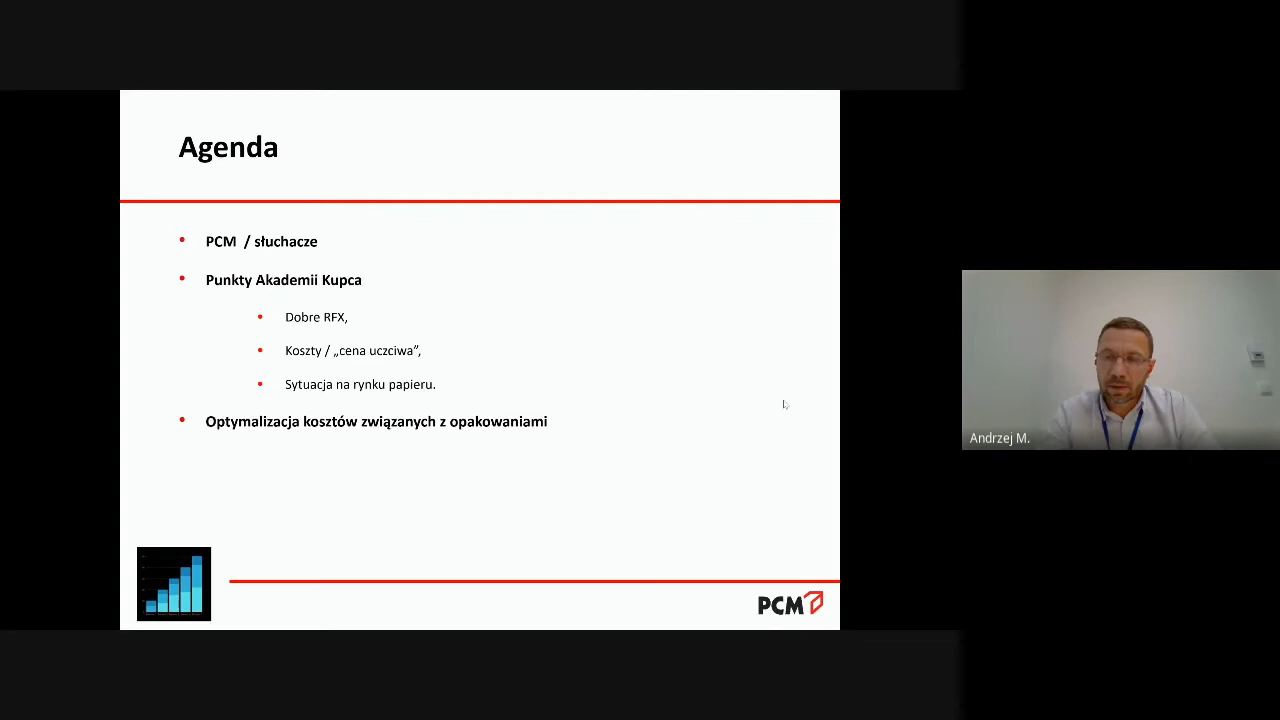 Agenda
PCM / słuchacze
Punkty Akademii Kupca
Dobre RFX,
Koszty / „cena uczciwa”,
Sytuacja na rynku papieru.
Optymalizacja kosztów związanych z opakowaniami
PCM
Andrzej M.